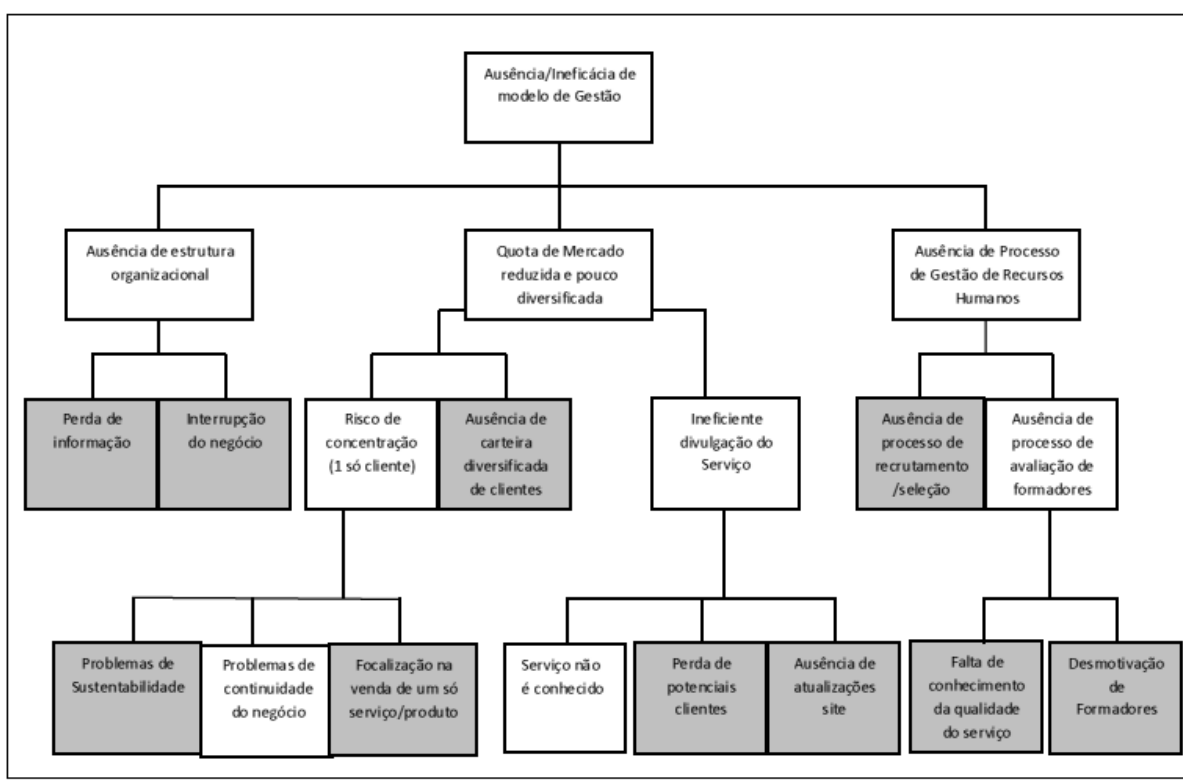 Ausência/Ineficácia de
modelo de Gestão
Ausência de estrutura
organizacional
Quota de Mercado
reduzida e pouco
diversificada
Ausência de Processo
de Gestão de Recursos
Humanos
Perda de
informação
Interrupção
do negócio
Risco de
concentração
(1 só cliente)
Ausência de
carteira
diversificada
de clientes
Ineficiente
divulgação do
Serviço
Ausência de
processo de
recrutamento
/seleção
Ausência de
processo de
avaliação de
formadores
Problemas de
Sustentabilidade
Problemas de
continuidade
do negócio
Focalização na
venda de um só
serviço/produto
Serviço não
é conhecido
Perda de
potenciais
clientes
Ausência de
atualizações
site
Falta de
conhecimento
da qualidade
do serviço
Desmotivação
de
Formadores